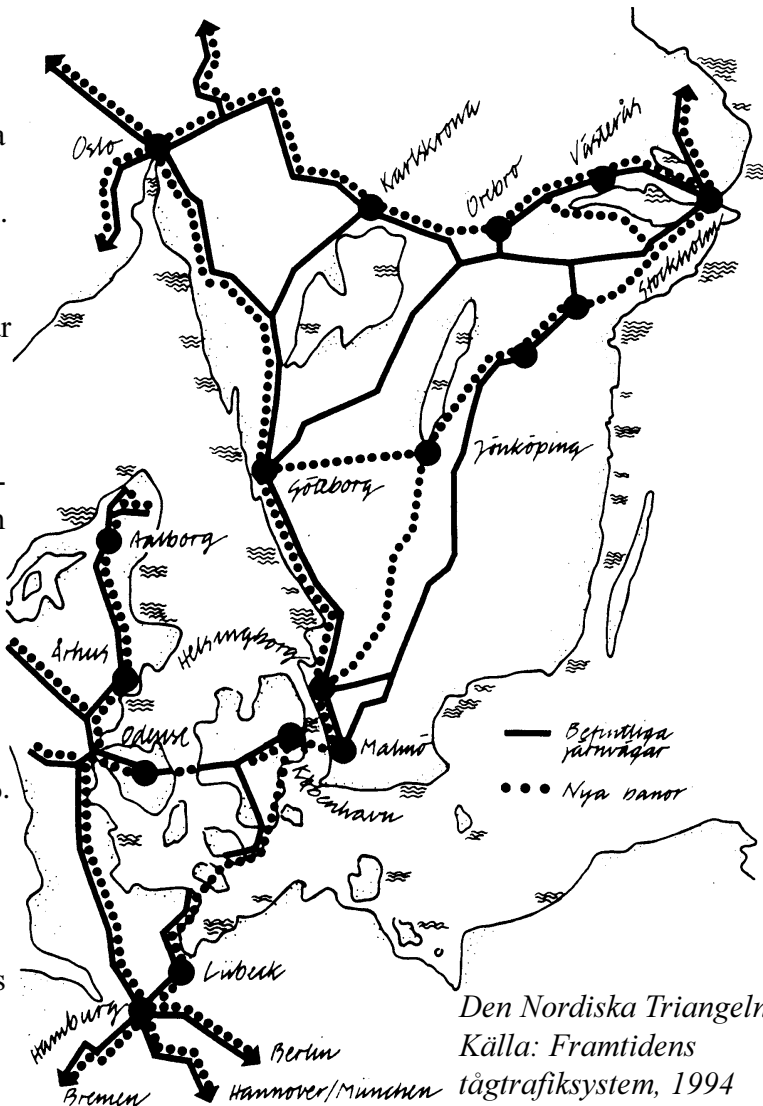 Oslo
Karlskrona
Örebro
Västerås
Stockholm
Jönköping
Göteborg
Aalborg
Århus
Helsingborg
Odense
Malmö
København
Befintliga
järnvägar
Nya banor
Lübeck
Hamburg
Berlin
Bremen
Hannover/München
Den Nordiska Triangeln
Källa: Framtidens
tågtrafiksystem, 1994